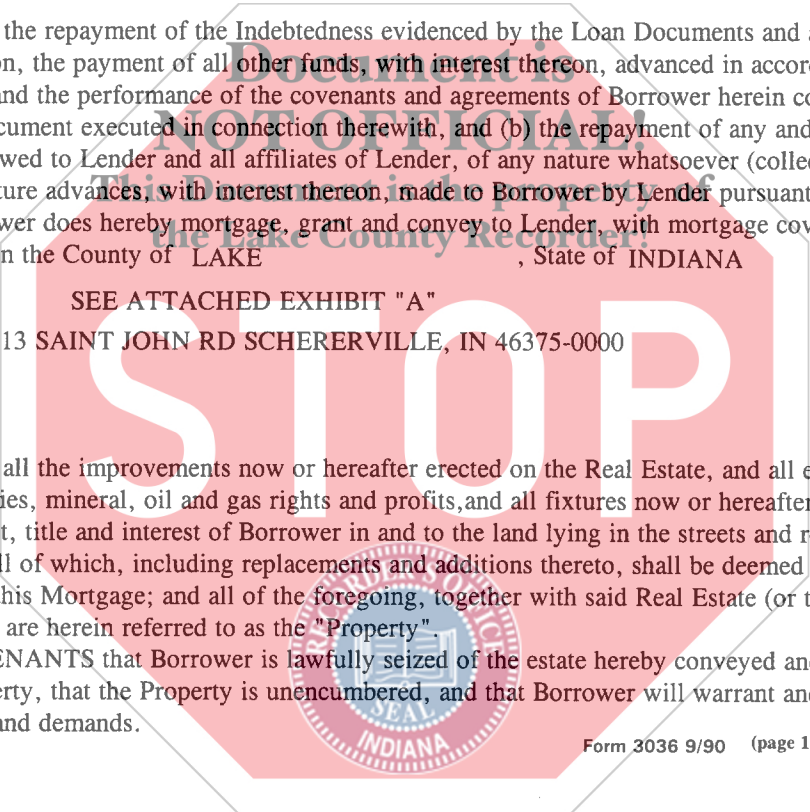 the repayment of the Indebtedness evidenced by the Loan Documents and
on, the payment of all other funds, with interest thereon, advanced in accor
and the performance of the covenants and agreements of Borrower herein co
cument executed in connection therewith, and (b) the repayment of any and
wed to Lender and all affiliates of Lender, of any nature whatsoever (collec
ture advances, with interest thereon, made to Borrower by Lender pursuant
wer does hereby mortgage, grant and convey to Lender, with mortgage cov
n the County of LAKE , State of INDIANA
SEE ATTACHED EXHIBIT "A"
13 SAINT JOHN RD SCHERERVILLE, IN 46375-0000
all the improvements now or hereafter erected on the Real Estate, and all e
ies, mineral, oil and gas rights and profits,and all fixtures now or hereafter
t, title and interest of Borrower in and to the land lying in the streets and r
ll of which, including replacements and additions thereto, shall be deemed
his Mortgage; and all of the foregoing, together with said Real Estate (or t
are herein referred to as the "Property".
ENANTS that Borrower is lawfully seized of the estate hereby conveyed and
erty, that the Property is unencumbered, and that Borrower will warrant and
and demands.
Form 3036 9/90 (page 1
Document is
NOT OFFICIAL!
This Document is the property of
the Lake County Recorder!
STOP
RECORDER'S OFFICE
SEAL
INDIANA